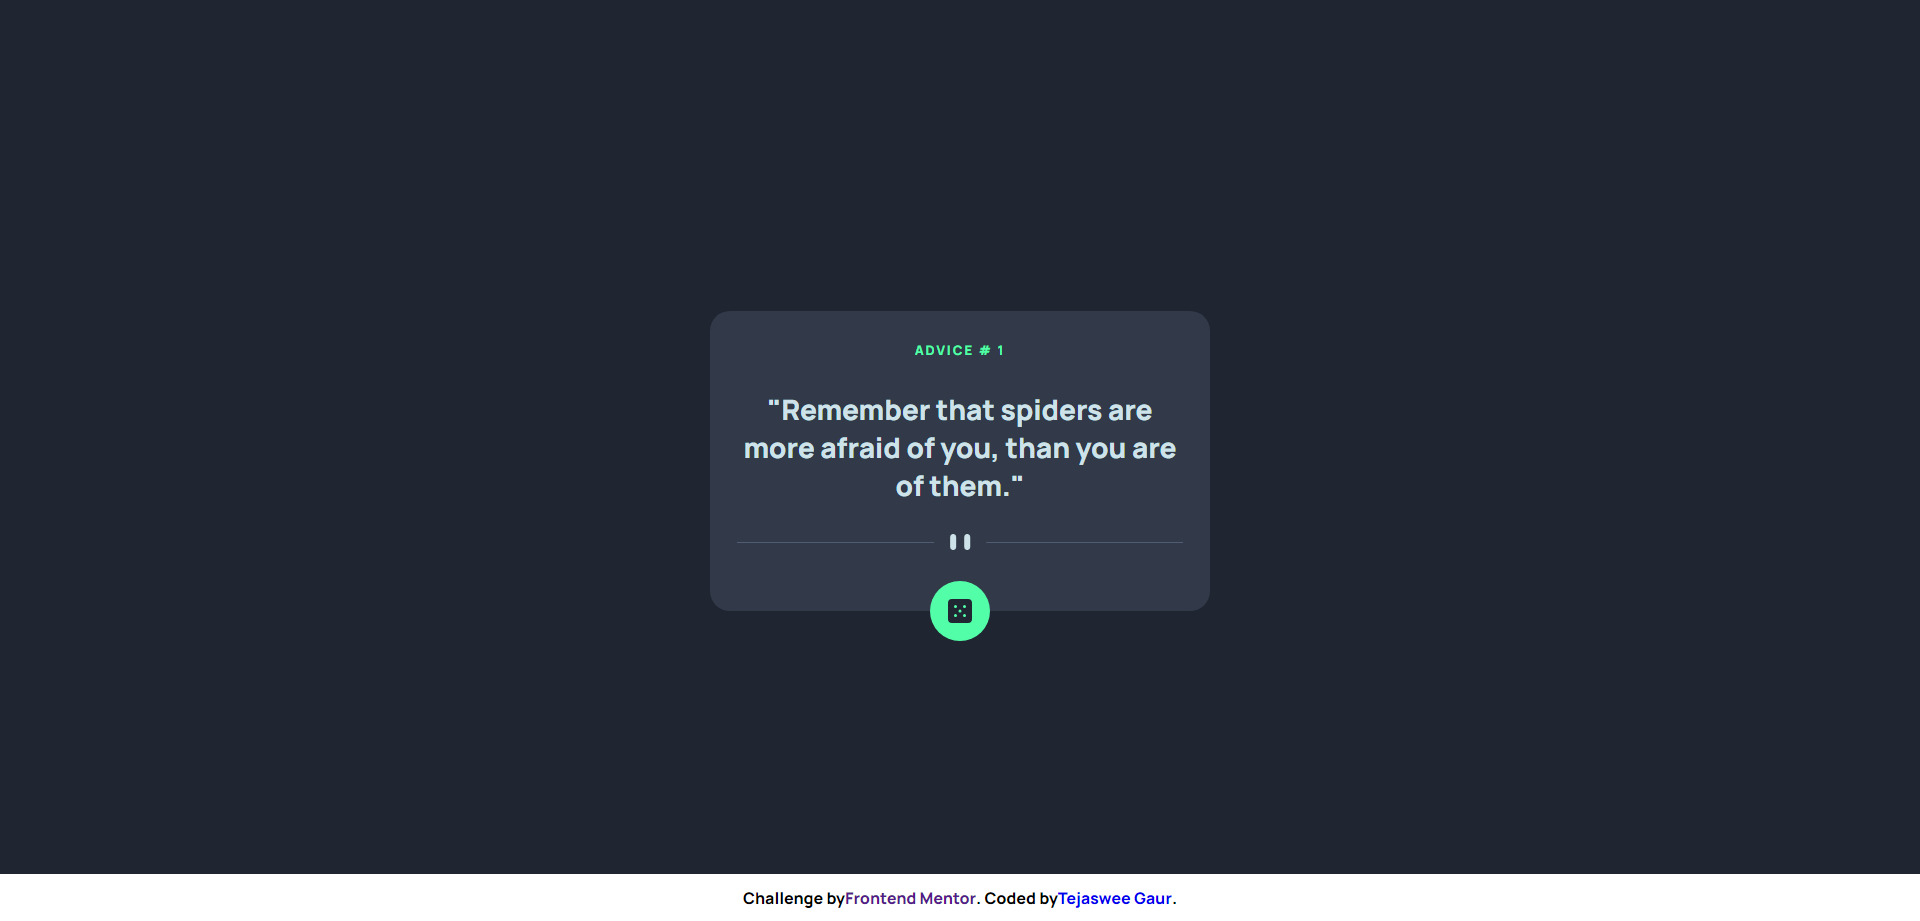 ADVICE # 1
"Remember that spiders are
more afraid of you, than you are
of them."
Challenge byFrontend Mentor. Coded byTejaswee Gaur.